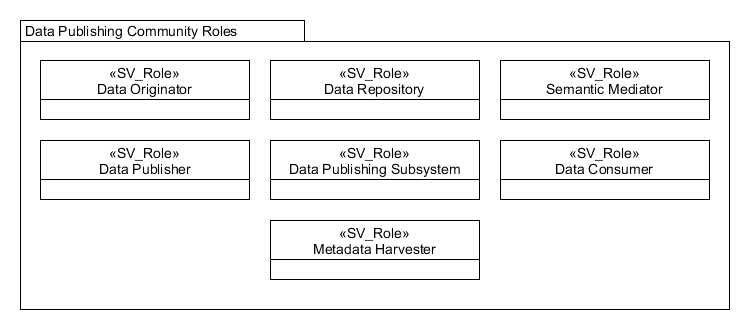 Data Publishing Community Roles
«SV_Role»
Data Originator
«SV_Role»
Data Repository
«SV_Role»
Semantic Mediator
«SV_Role»
Data Publisher
«SV_Role»
Data Publishing Subsystem
«SV_Role»
Data Consumer
«SV_Role»
Metadata Harvester